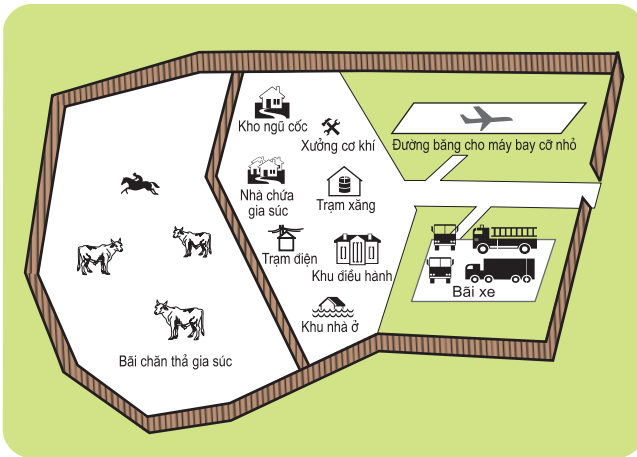 Kho ngũ cốc
Xưởng cơ khí
Đường băng cho máy bay cỡ nhỏ
Nhà chứa
gia súc
Trạm xăng
Trạm điện
Khu điều hành
Bãi xe
Khu nhà ở
Bãi chăn thả gia súc